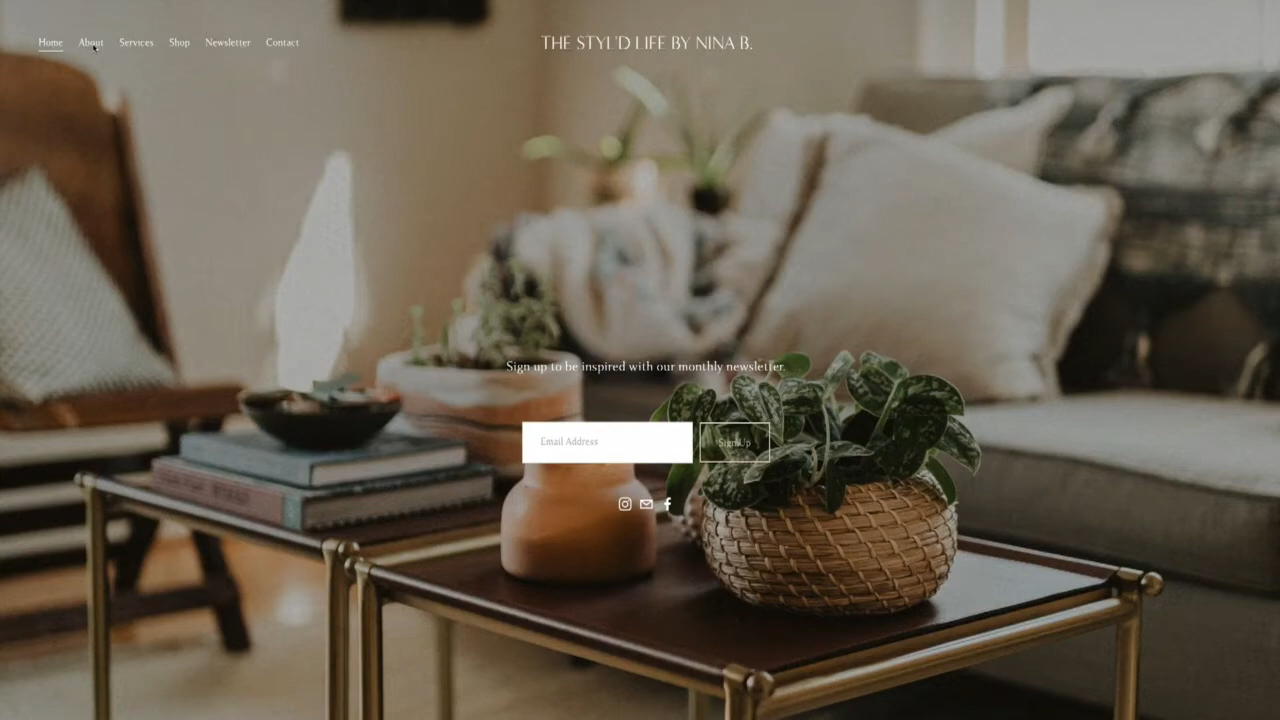 Home About Services Shop Newsletter Contact
THE STYL'D LIFE BY NINA B.
Sign up to be inspired with our monthly newsletter.
Email Address
Sign Up